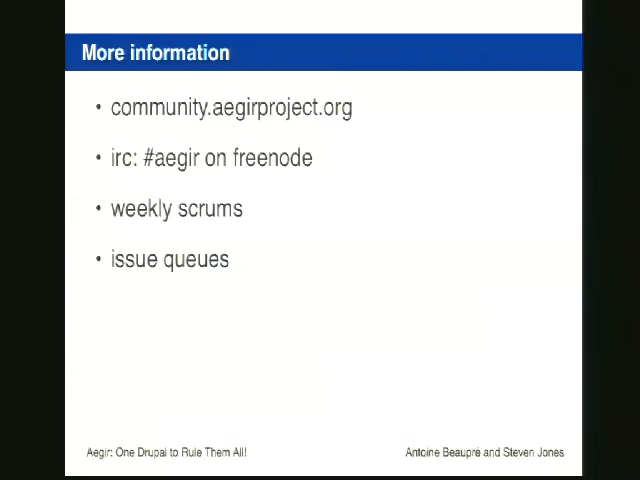 More information
• community.aegirproject.org
• irc: #aegir on freenode
• weekly scrums
• issue queues
Aegir: One Drupal to Rule Them All!
Antoine Beaupré and Steven Jones